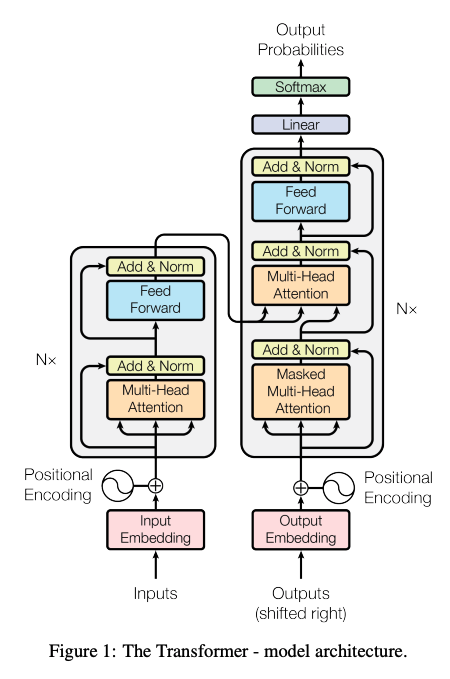 Output
Probabilities
Softmax
Linear
Add & Norm
Feed
Forward
Add & Norm
Multi-Head
Attention
Add & Norm
Masked
Multi-Head
Attention
N×
Add & Norm
Feed
Forward
Add & Norm
Multi-Head
Attention
N×
Positional
Encoding
Positional
Encoding
Input
Embedding
Output
Embedding
Inputs
Outputs
(shifted right)
Figure 1: The Transformer - model architecture.